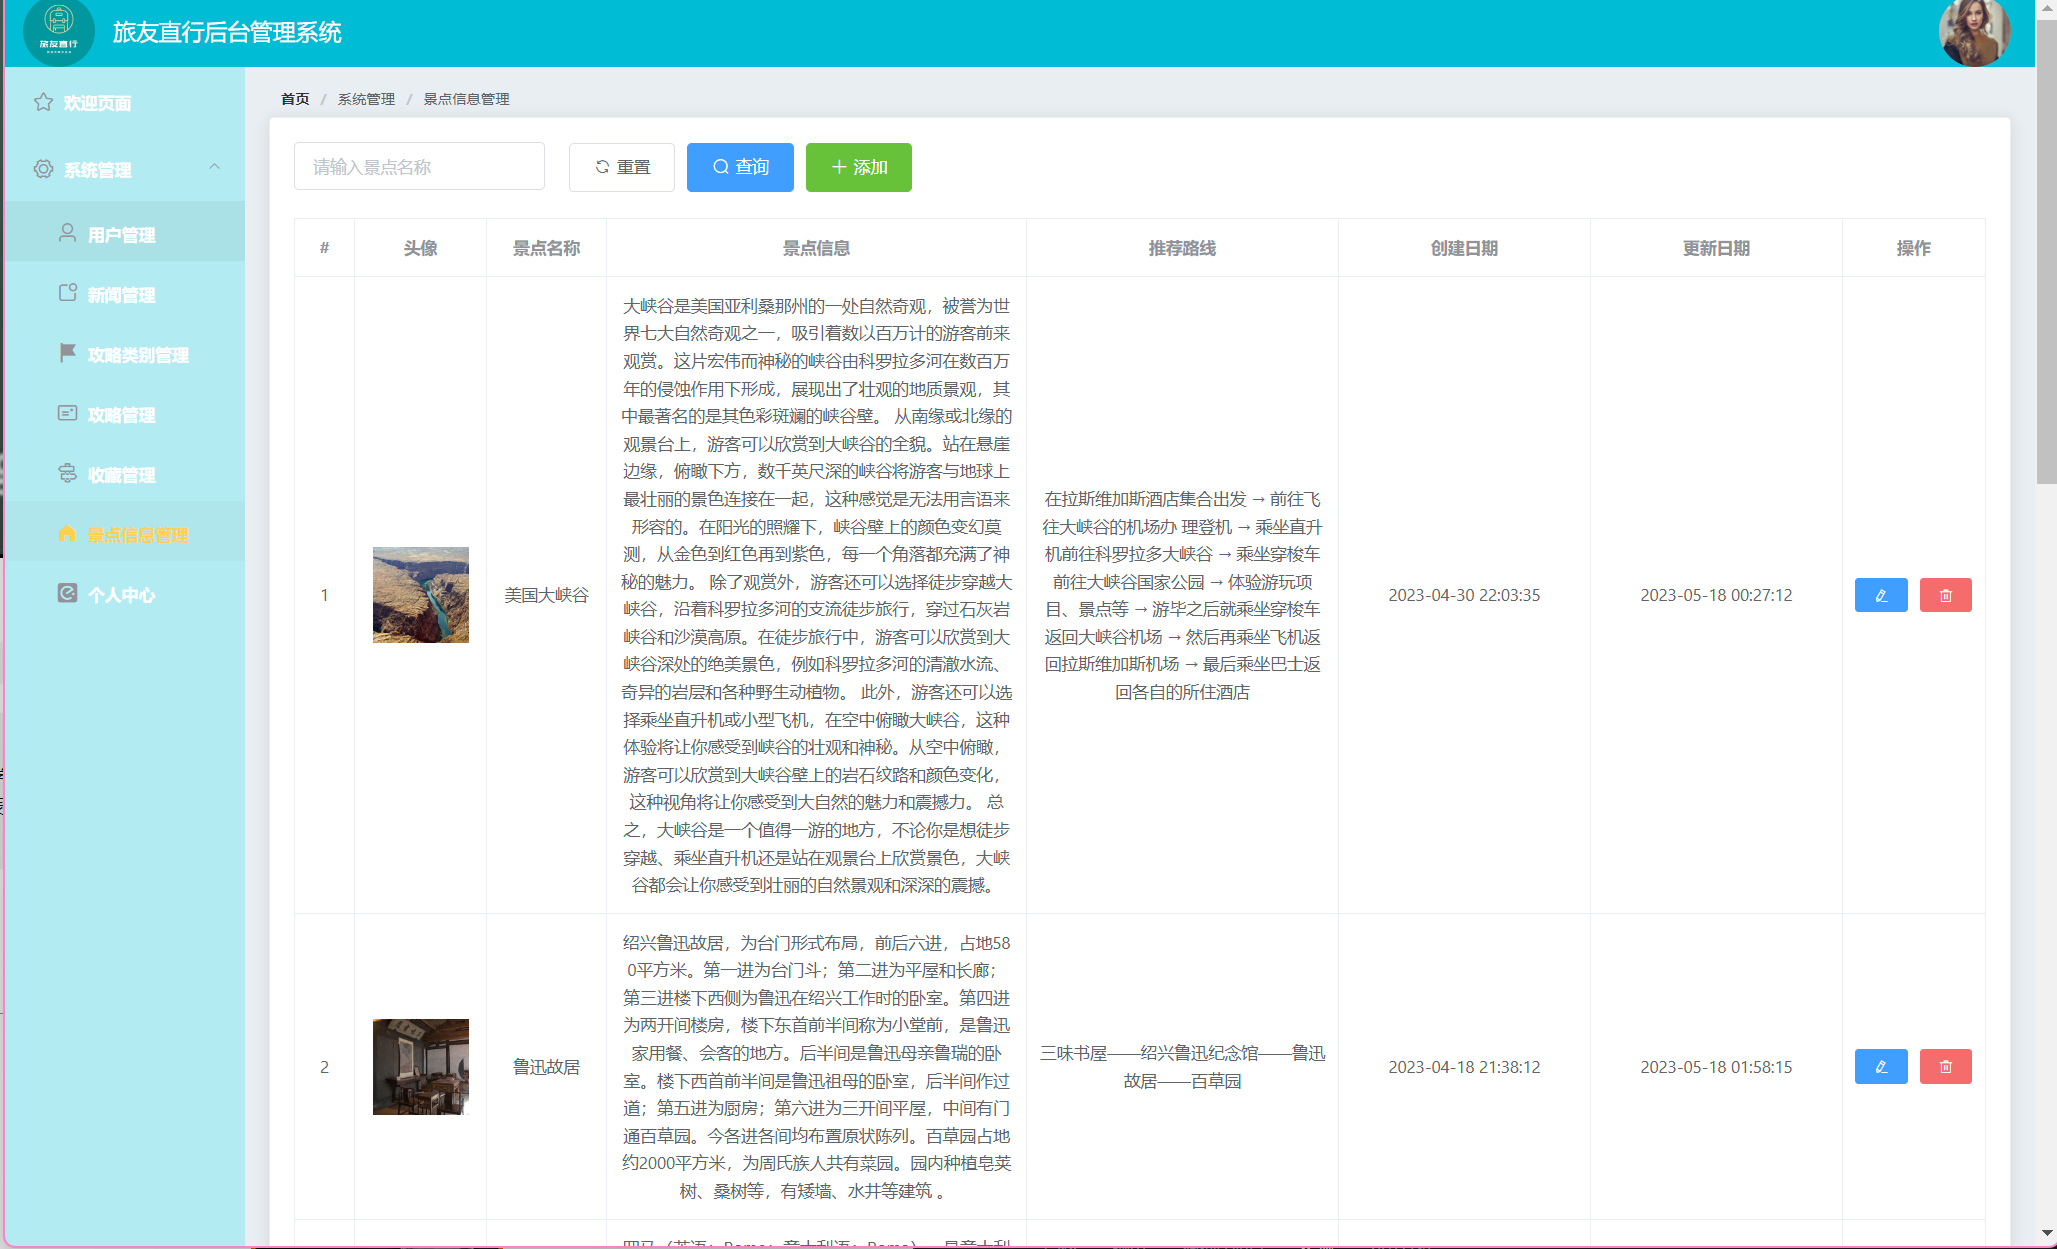 旅友直行
旅友直行后台管理系统
欢迎页面
系统管理
用户管理
新闻管理
攻略类别管理
攻略管理
收藏管理
景点信息管理
个人中心
首页 / 系统管理 / 景点信息管理
请输入景点名称 重置 查询 添加
# 头像 景点名称 景点信息 推荐路线 创建日期 更新日期 操作
1
美国大峡谷
大峡谷是美国亚利桑那州的一处自然奇观，被誉为世
界七大自然奇观之一，吸引着数以百万计的游客前来
观赏。这片宏伟而神秘的峡谷由科罗拉多河在数百万
年的侵蚀作用下形成，展现出了壮观的地质景观，其
中最著名的是其色彩斑斓的峡谷壁。 从南缘或北缘的
观景台上，游客可以欣赏到大峡谷的全貌。站在悬崖
边缘，俯瞰下方，数千英尺深的峡谷将游客与地球上
最壮丽的景色连接在一起，这种感觉是无法用言语来
形容的。在阳光的照耀下，峡谷壁上的颜色变幻莫
测，从金色到红色再到紫色，每一个角落都充满了神
秘的魅力。 除了观赏外，游客还可以选择徒步穿越大
峡谷，沿着科罗拉多河的支流徒步旅行，穿过石灰岩
峡谷和沙漠高原。在徒步旅行中，游客可以欣赏到大
峡谷深处的绝美景色，例如科罗拉多河的清澈水流、
奇异的岩层和各种野生动植物。 此外，游客还可以选
择乘坐直升机或小型飞机，在空中俯瞰大峡谷，这种
体验将让你感受到峡谷的壮观和神秘。从空中俯瞰，
游客可以欣赏到大峡谷壁上的岩石纹路和颜色变化，
这种视角将让你感受到大自然的魅力和震撼力。 总
之，大峡谷是一个值得一游的地方，不论你是想徒步
穿越、乘坐直升机还是站在观景台上欣赏景色，大峡
谷都会让你感受到壮丽的自然景观和深深的震撼。
在拉斯维加斯酒店集合出发 → 前往飞
往大峡谷的机场办 理登机 → 乘坐直升
机前往科罗拉多大峡谷 → 乘坐穿梭车
前往大峡谷国家公园 → 体验游玩项
目、景点等 → 游毕之后就乘坐穿梭车
返回大峡谷机场 → 然后再乘坐飞机返
回拉斯维加斯机场 → 最后乘坐巴士返
回各自的所住酒店
2023-04-30 22:03:35
2023-05-18 00:27:12
2
鲁迅故居
绍兴鲁迅故居，为台门形式布局，前后六进，占地58
0平方米。第一进为台门斗；第二进为平屋和长廊；
第三进楼下西侧为鲁迅在绍兴工作时的卧室。第四进
为两开间楼房，楼下东首前半间称为小堂前，是鲁迅
家用餐、会客的地方。后半间是鲁迅母亲鲁瑞的卧
室。楼下西首前半间是鲁迅祖母的卧室，后半间作过
道；第五进为厨房；第六进为三开间平屋，中间有门
通百草园。今各进各间均布置原状陈列。百草园占地
约2000平方米，为周氏族人共有菜园。园内种植皂荚
树、桑树等，有矮墙、水井等建筑 。
三味书屋——绍兴鲁迅纪念馆——鲁迅
故居——百草园
2023-04-18 21:38:12
2023-05-18 01:58:15
罗马（英语：Rome；意大利语：Roma），是意大利